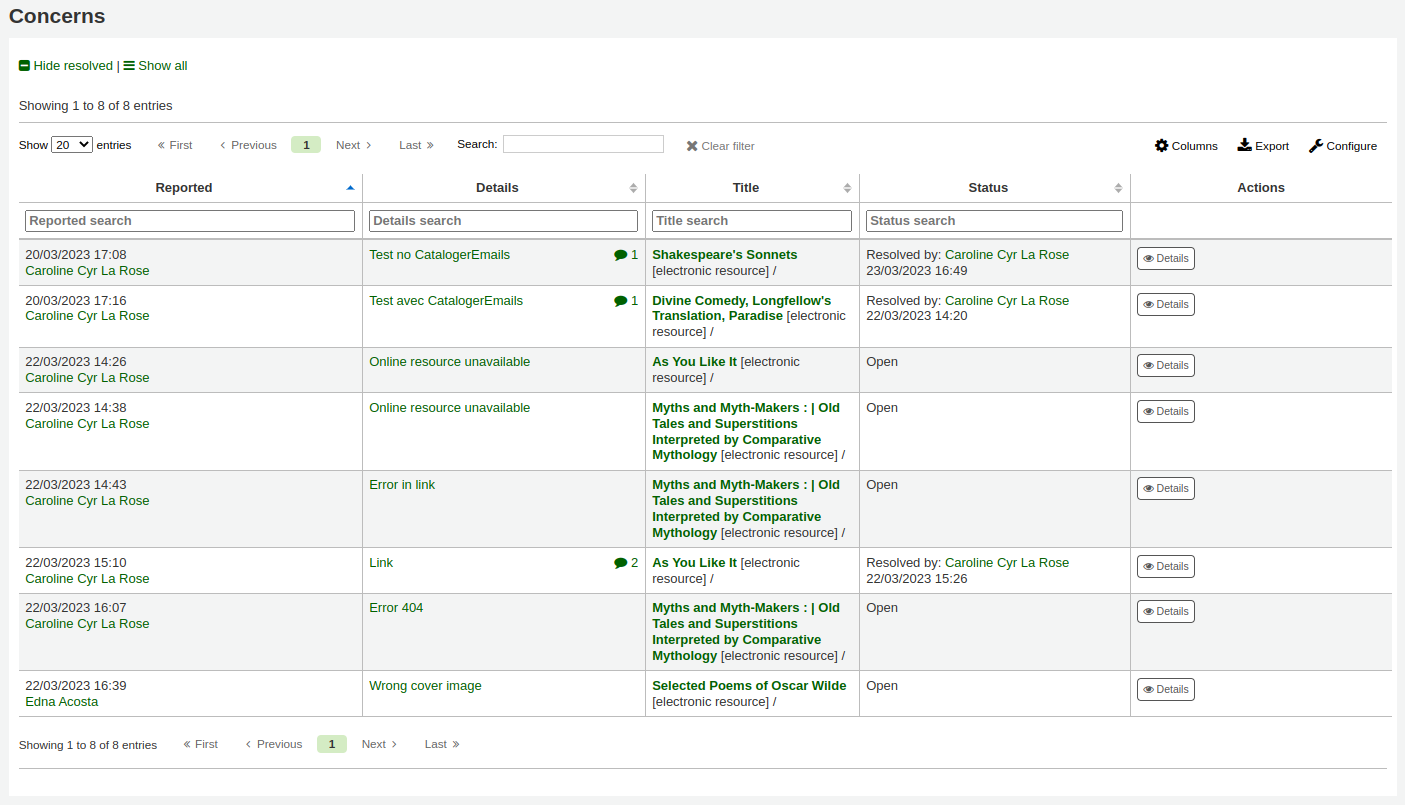 Concerns
Hide resolved | Show all
Showing 1 to 8 of 8 entries
Show 20 entries « First ‹ Previous 1 Next › Last » Search: Clear filter Columns Export Configure
Reported Details Title Status Actions
Reported search Details search Title search Status search
20/03/2023 17:08 Test no CatalogerEmails 1 Shakespeare's Sonnets Resolved by: Caroline Cyr La Rose Details
Caroline Cyr La Rose [electronic resource] / 23/03/2023 16:49
20/03/2023 17:16 Test avec CatalogerEmails 1 Divine Comedy, Longfellow's Resolved by: Caroline Cyr La Rose Details
Caroline Cyr La Rose Translation, Paradise [electronic 22/03/2023 14:20
resource] /
22/03/2023 14:26 Online resource unavailable As You Like It [electronic Open Details
Caroline Cyr La Rose resource] /
22/03/2023 14:38 Online resource unavailable Myths and Myth-Makers : | Old Open Details
Caroline Cyr La Rose Tales and Superstitions
Interpreted by Comparative
Mythology [electronic resource] /
22/03/2023 14:43 Error in link Myths and Myth-Makers : | Old Open Details
Caroline Cyr La Rose Tales and Superstitions
Interpreted by Comparative
Mythology [electronic resource] /
22/03/2023 15:10 Link 2 As You Like It [electronic Resolved by: Caroline Cyr La Rose Details
Caroline Cyr La Rose resource] / 22/03/2023 15:26
22/03/2023 16:07 Error 404 Myths and Myth-Makers : | Old Open Details
Caroline Cyr La Rose Tales and Superstitions
Interpreted by Comparative
Mythology [electronic resource] /
22/03/2023 16:39 Wrong cover image Selected Poems of Oscar Wilde Open Details
Edna Acosta [electronic resource] /
Showing 1 to 8 of 8 entries « First ‹ Previous 1 Next › Last »